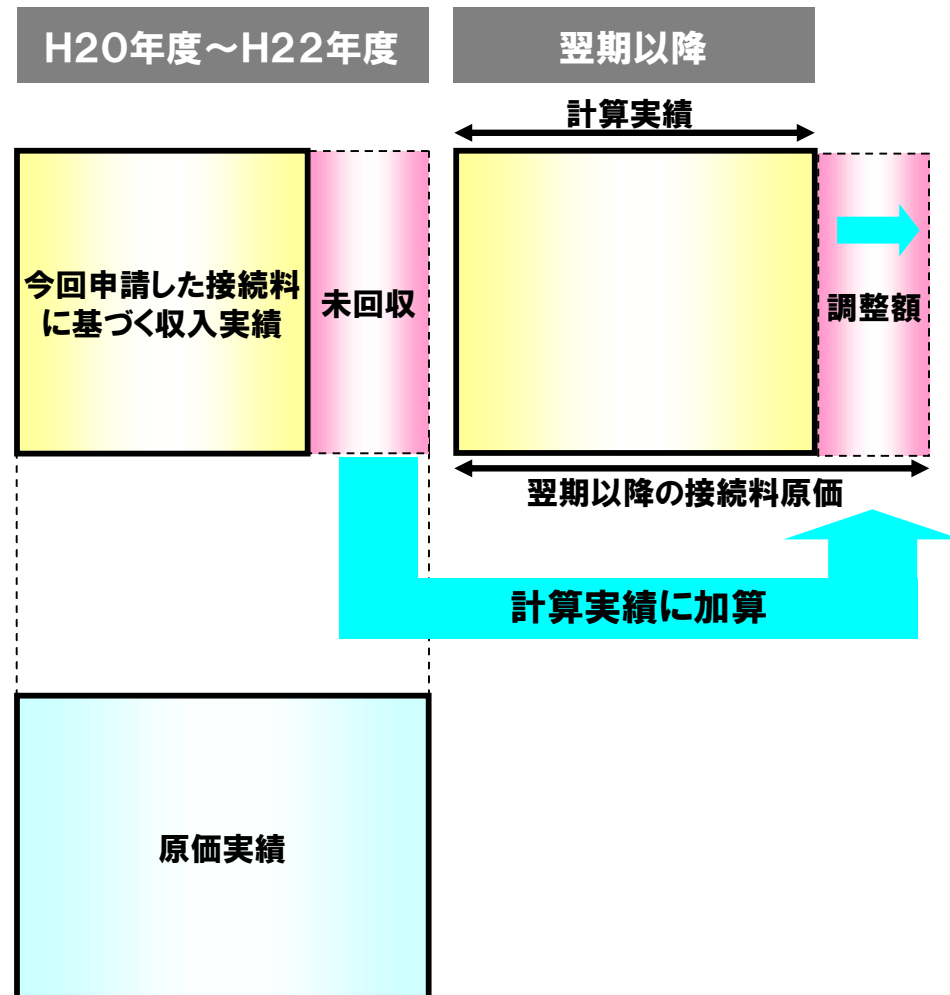 H20年度～H22年度
翌期以降
計算実績
今回申請した接続料
に基づく収入実績
未回収
調整額
翌期以降の接続料原価
計算実績に加算
原価実績